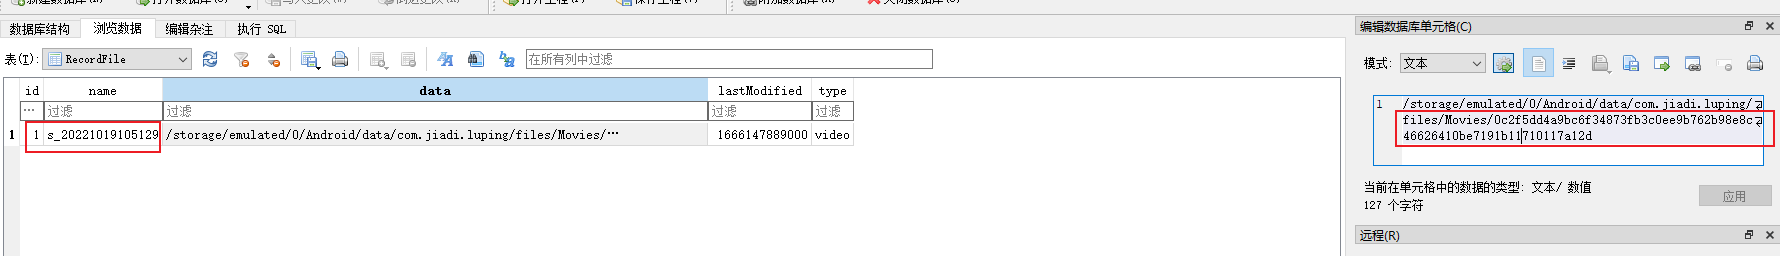 数据库结构 浏览数据 编辑杂注 执行 SQL
表(T): RecordFile 在所有列中过滤
id name data lastModified type
… 过滤 过滤 过滤 过滤
1 1 s_20221019105129 /storage/emulated/0/Android/data/com.jiadi.luping/files/Movies/… 1666147889000 video
编辑数据库单元格(C)
模式: 文本
1 /storage/emulated/0/Android/data/com.jiadi.luping/
files/Movies/0c2f5dd4a9bc6f34873fb3c0ee9b762b98e8c
46626410be7191b11710117a12d
当前在单元格中的数据的类型: 文本/ 数值
127 个字符
应用
远程(R)